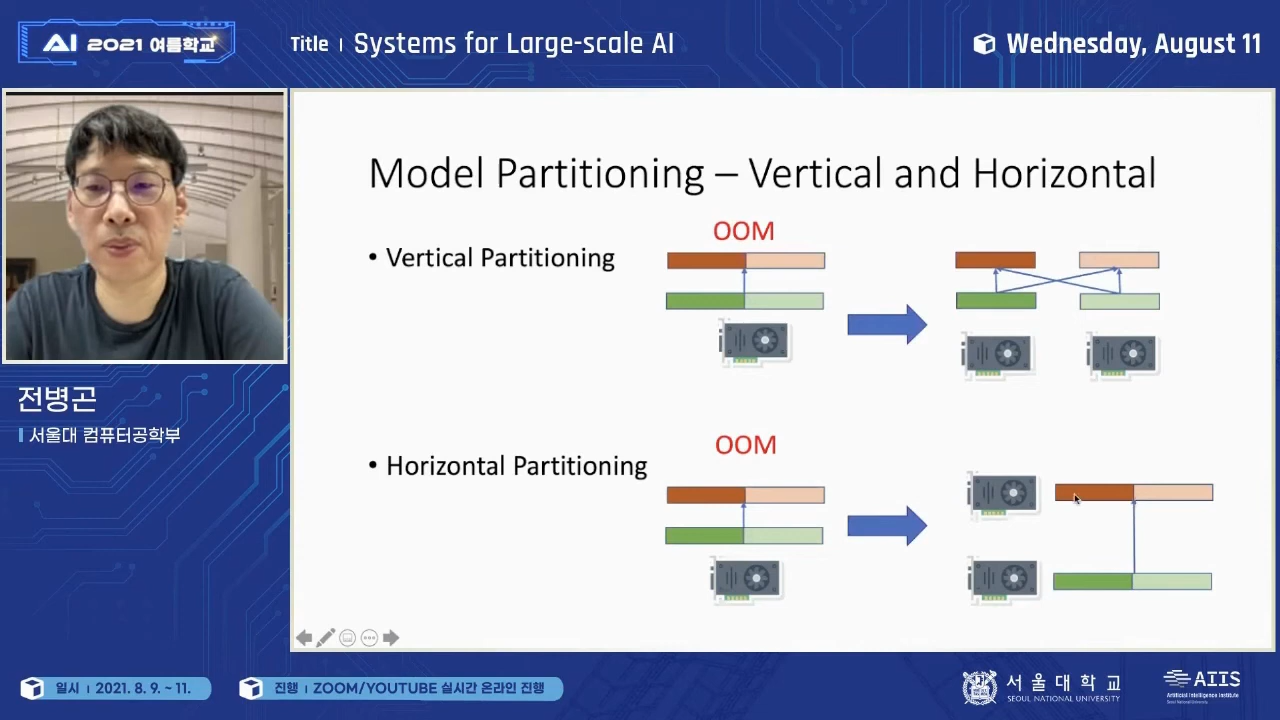 AI 2021 여름학교
Title | Systems for Large-scale AI
Wednesday, August 11
전병곤
서울대 컴퓨터공학부
Model Partitioning – Vertical and Horizontal
• Vertical Partitioning
OOM
• Horizontal Partitioning
OOM
일시 | 2021. 8. 9. ~ 11.
진행 | ZOOM/YOUTUBE 실시간 온라인 진행
서울대학교
SEOUL NATIONAL UNIVERSITY
AIIS
Artificial Intelligence Institute
Seoul National University